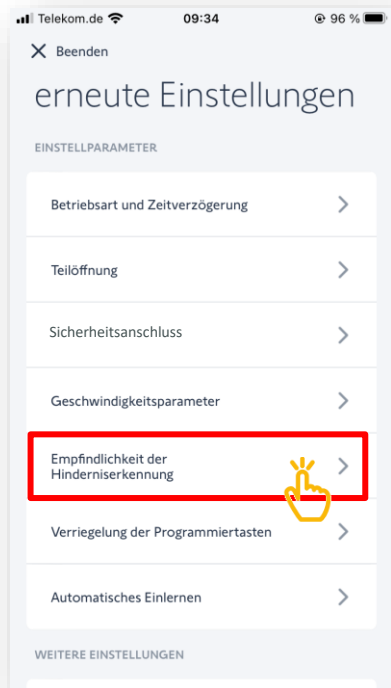 Telekom.de 09:34 96 %
Beenden
erneute Einstellungen
EINSTELLPARAMETER
Betriebsart und Zeitverzögerung
Teilöffnung
Sicherheitsanschluss
Geschwindigkeitsparameter
Empfindlichkeit der
Hinderniserkennung
Verriegelung der Programmiertasten
Automatisches Einlernen
WEITERE EINSTELLUNGEN